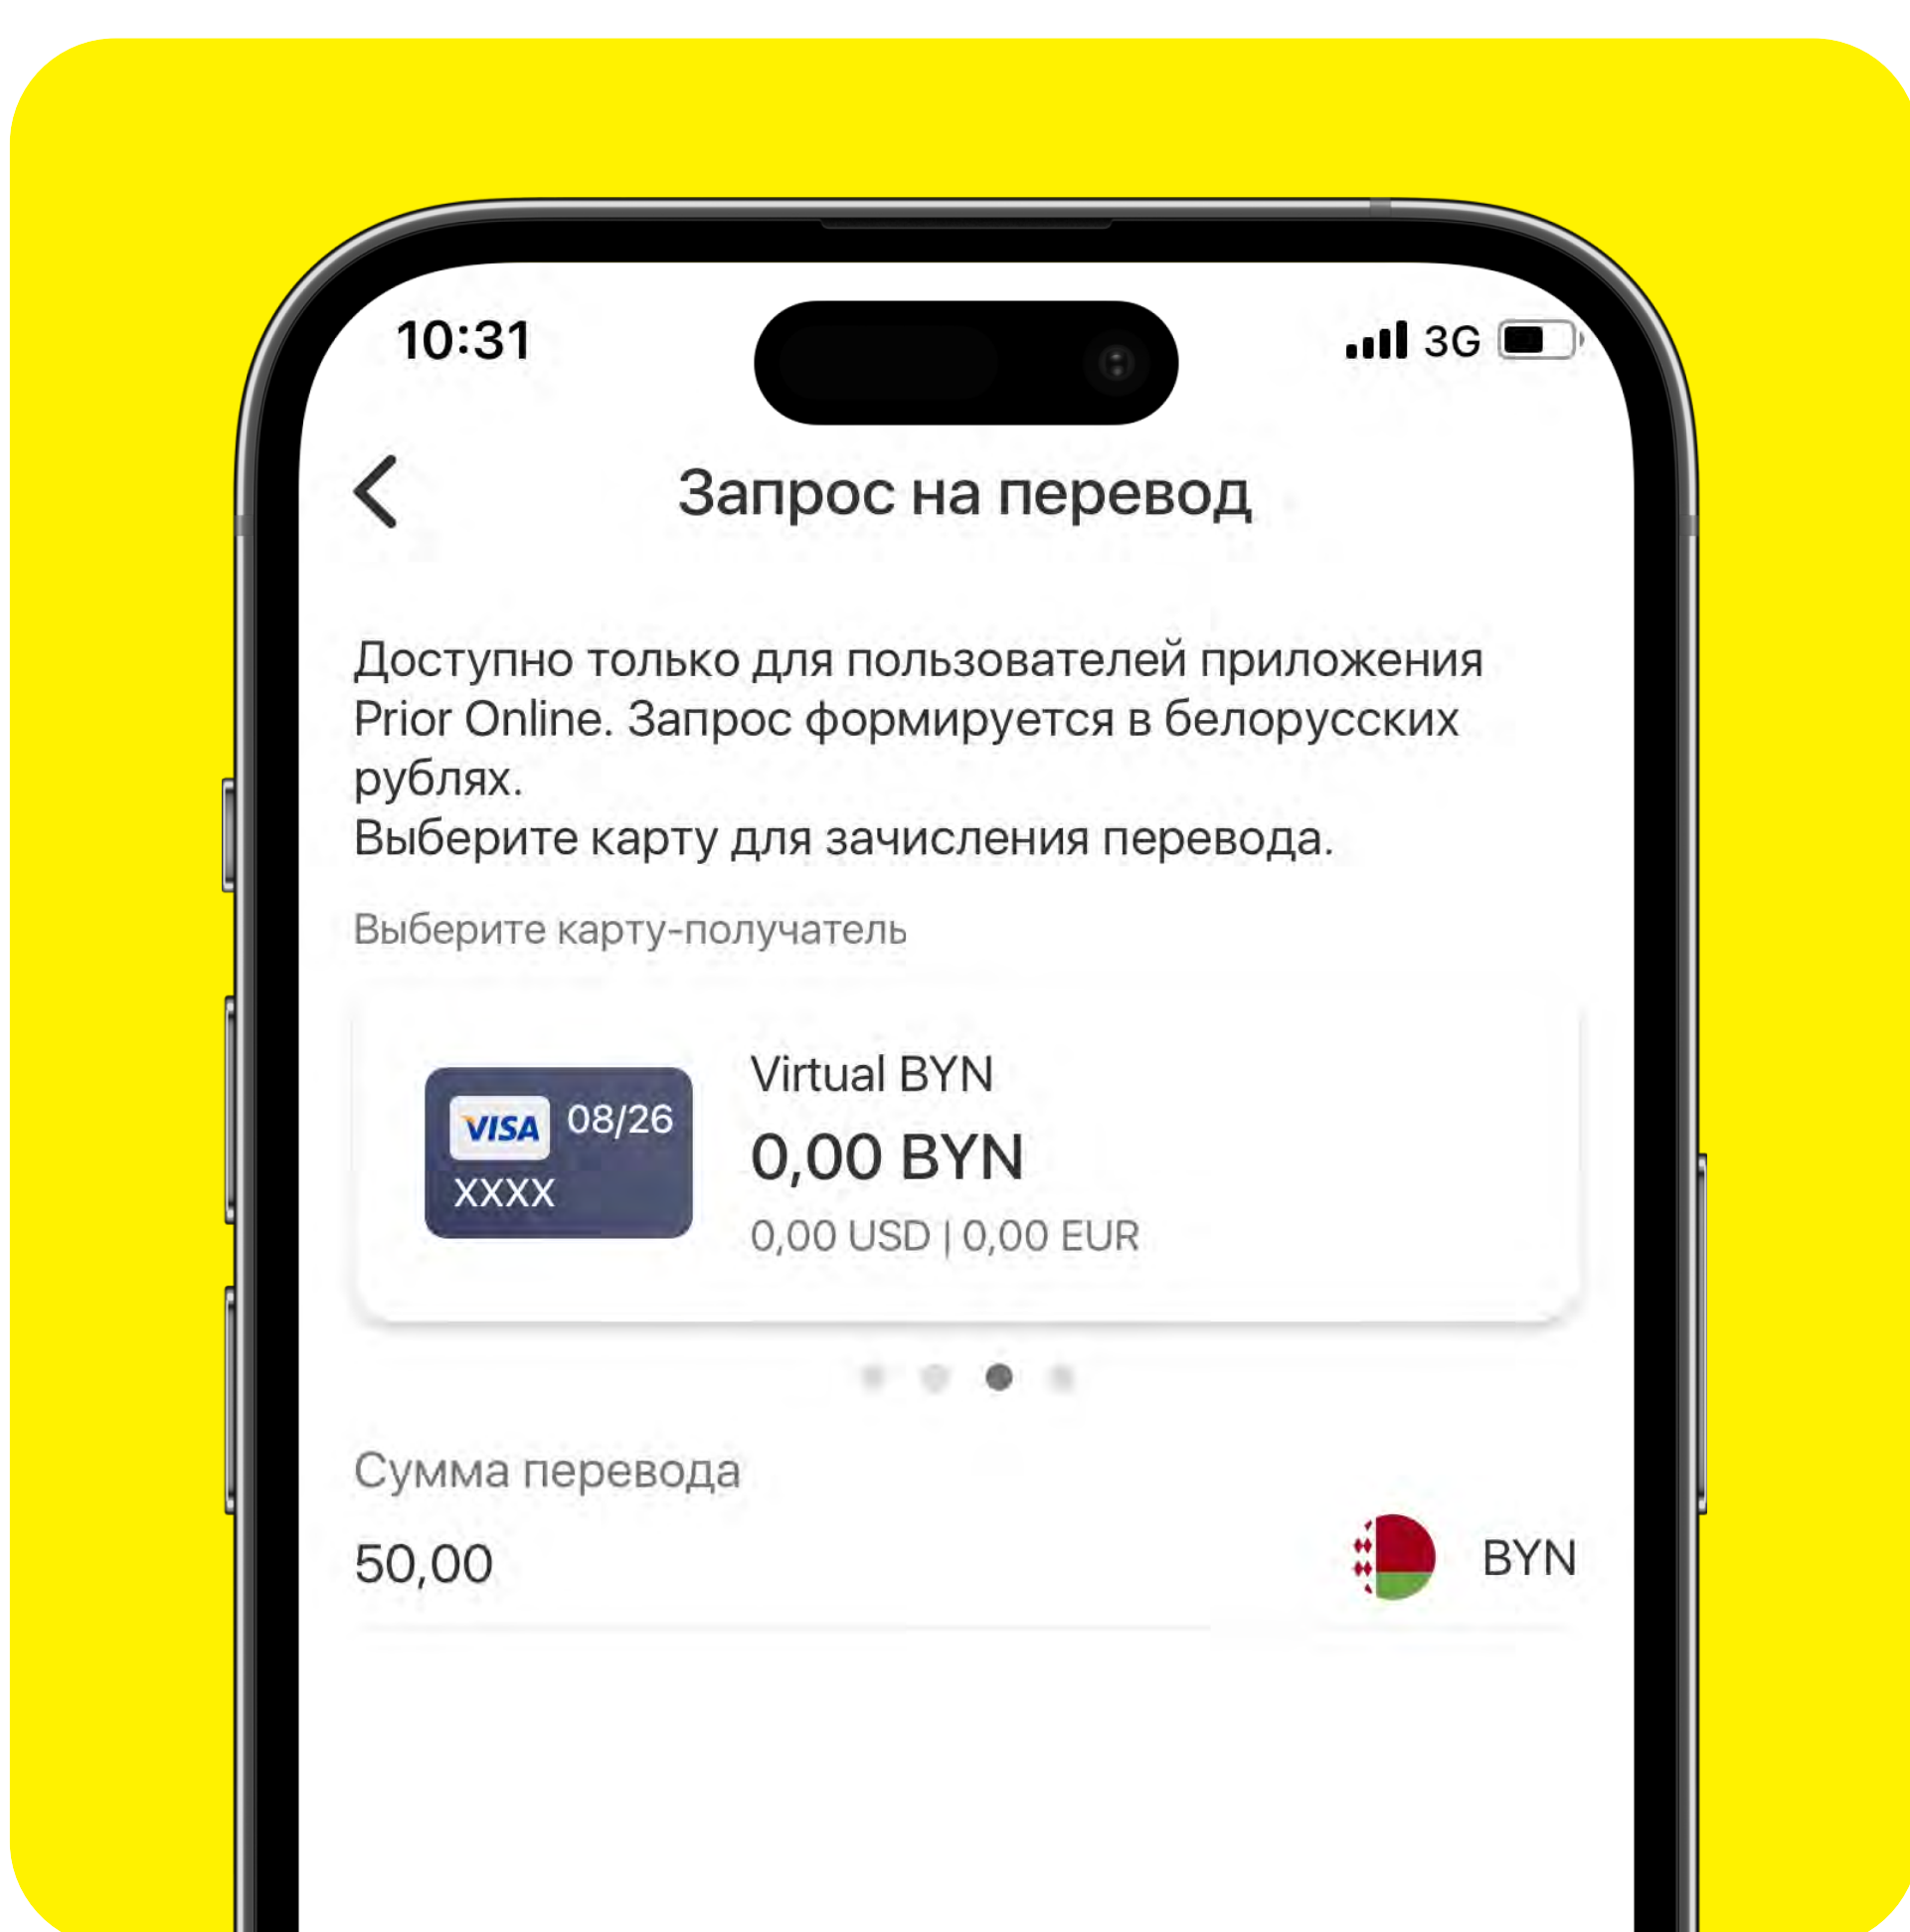 10:31
3G
Запрос на перевод
Доступно только для пользователей приложения
Prior Online. Запрос формируется в белорусских
рублях.
Выберите карту для зачисления перевода.
Выберите карту-получатель
Virtual BYN
VISA 08/26
0,00 BYN
XXXX
0,00 USD | 0,00 EUR
Сумма перевода
50,00
BYN